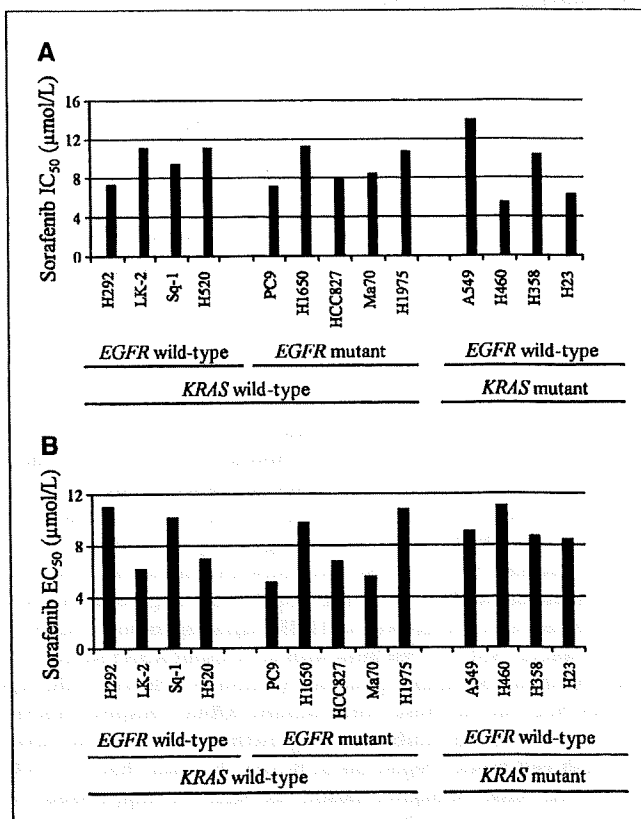 A
Sorafenib IC50 (µmol/L)
16
12
8
4
0
H292 LK-2 Sq-1 H520 PC9 H1650 HCC827 Ma70 H1975 A549 H460 H358 H23
EGFR wild-type EGFR mutant EGFR wild-type
KRAS wild-type KRAS mutant
B
Sorafenib EC50 (µmol/L)
12
8
4
0
H292 LK-2 Sq-1 H520 PC9 H1650 HCC827 Ma70 H1975 A549 H460 H358 H23
EGFR wild-type EGFR mutant EGFR wild-type
KRAS wild-type KRAS mutant